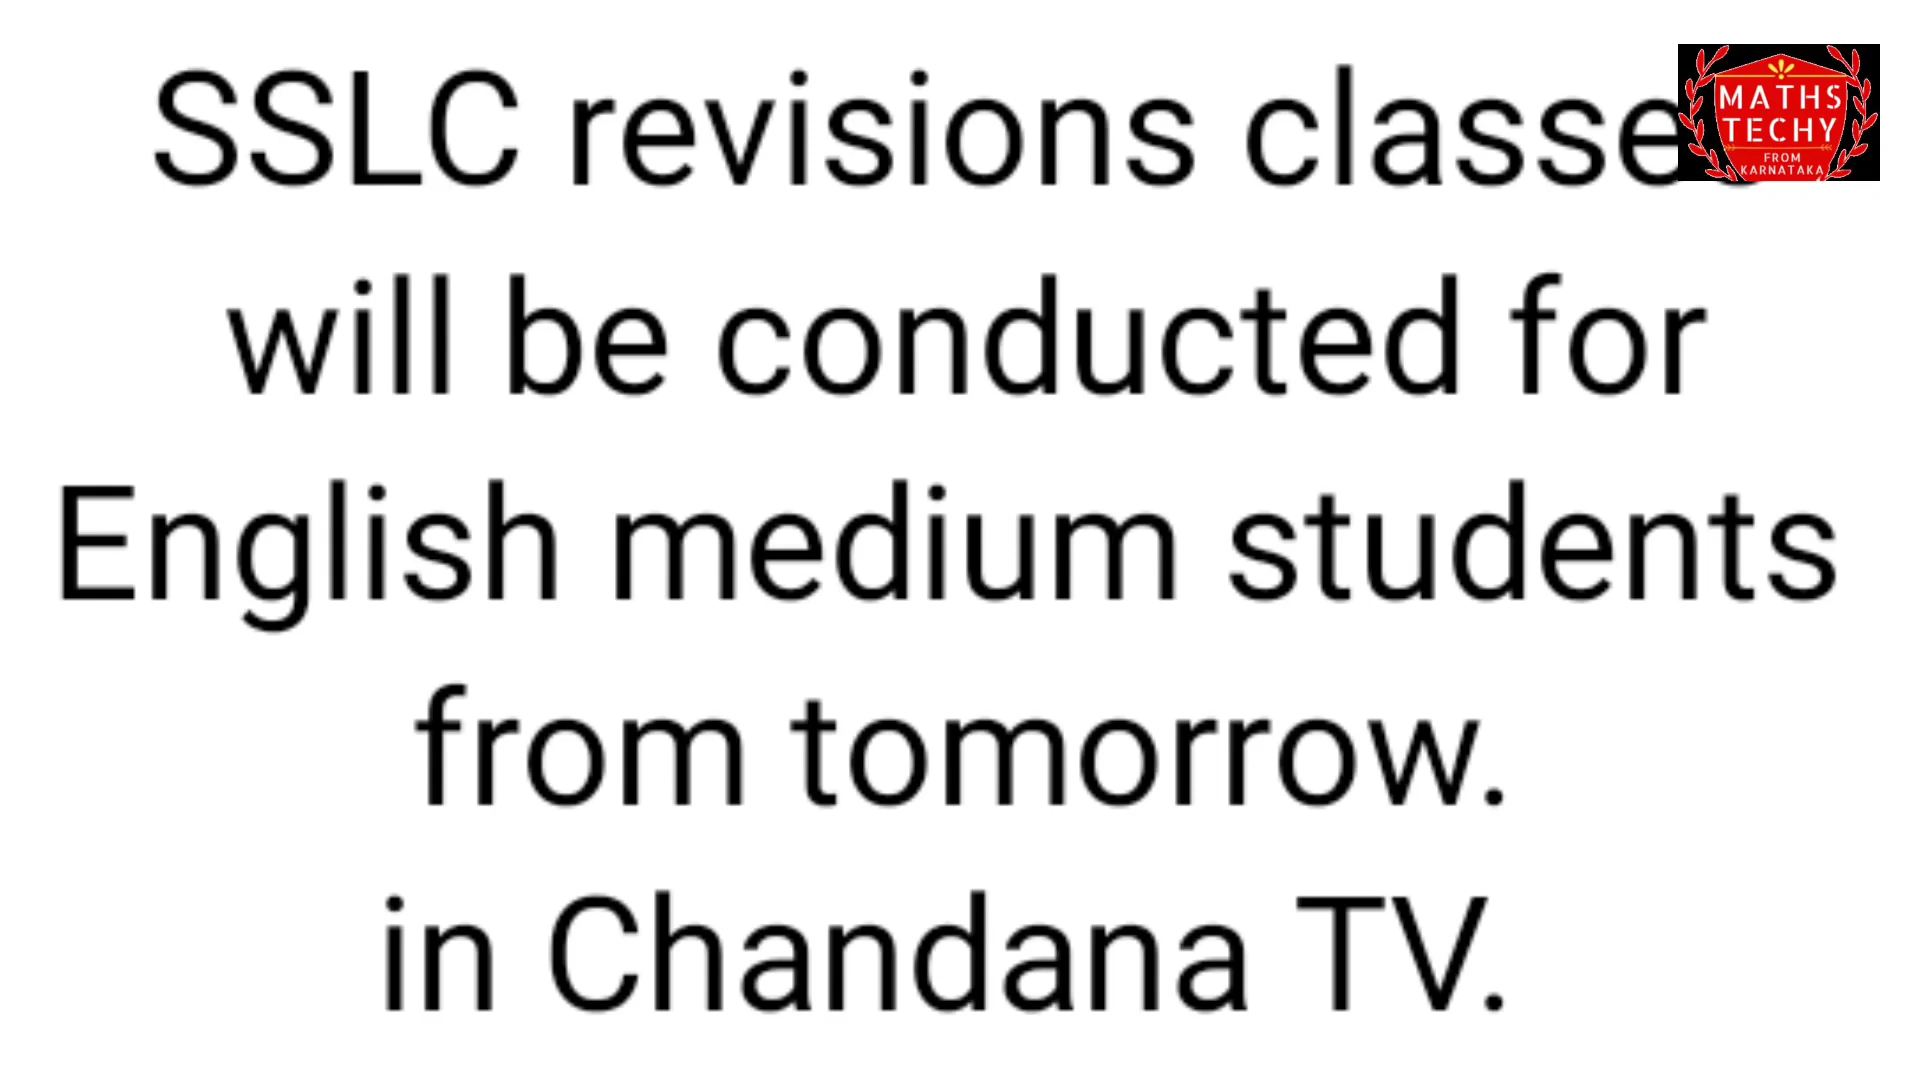 SSLC revisions classes
will be conducted for
English medium students
from tomorrow.
in Chandana TV.
MATHS
TECHY
FROM
KARNATAKA